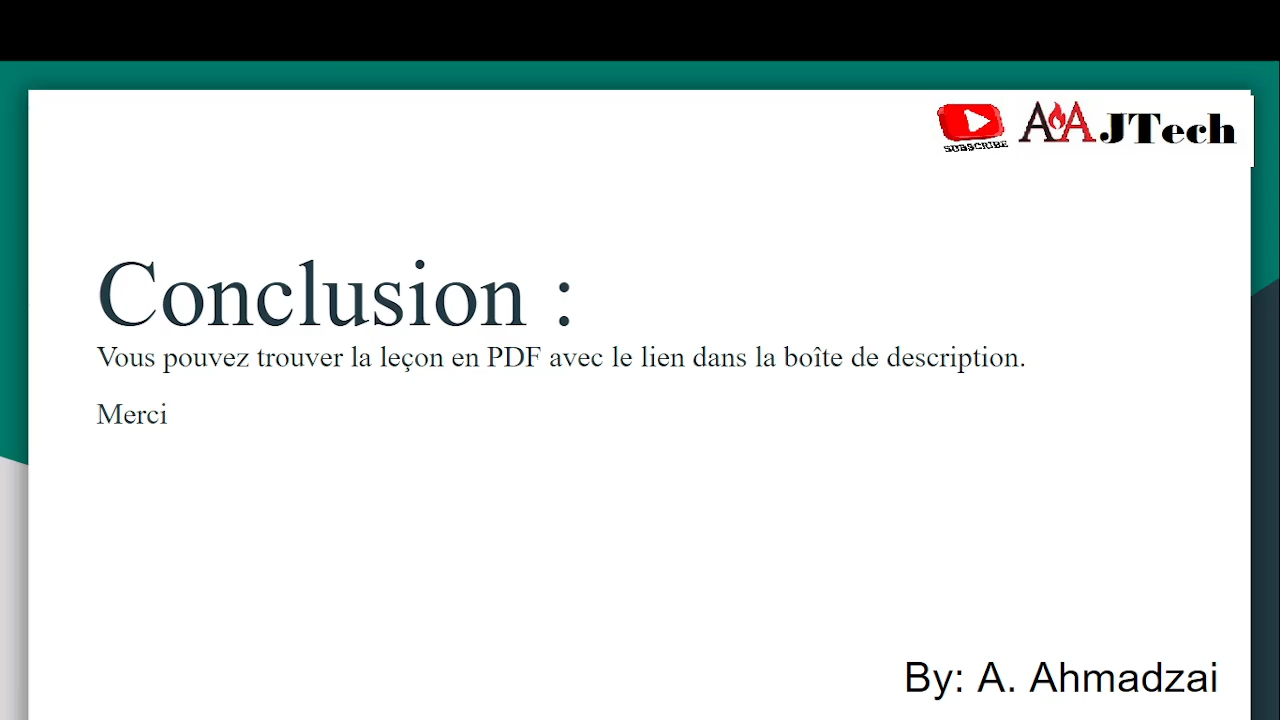 SUBSCRIBE AAJTech
Conclusion :
Vous pouvez trouver la leçon en PDF avec le lien dans la boîte de description.
Merci
By: A. Ahmadzai